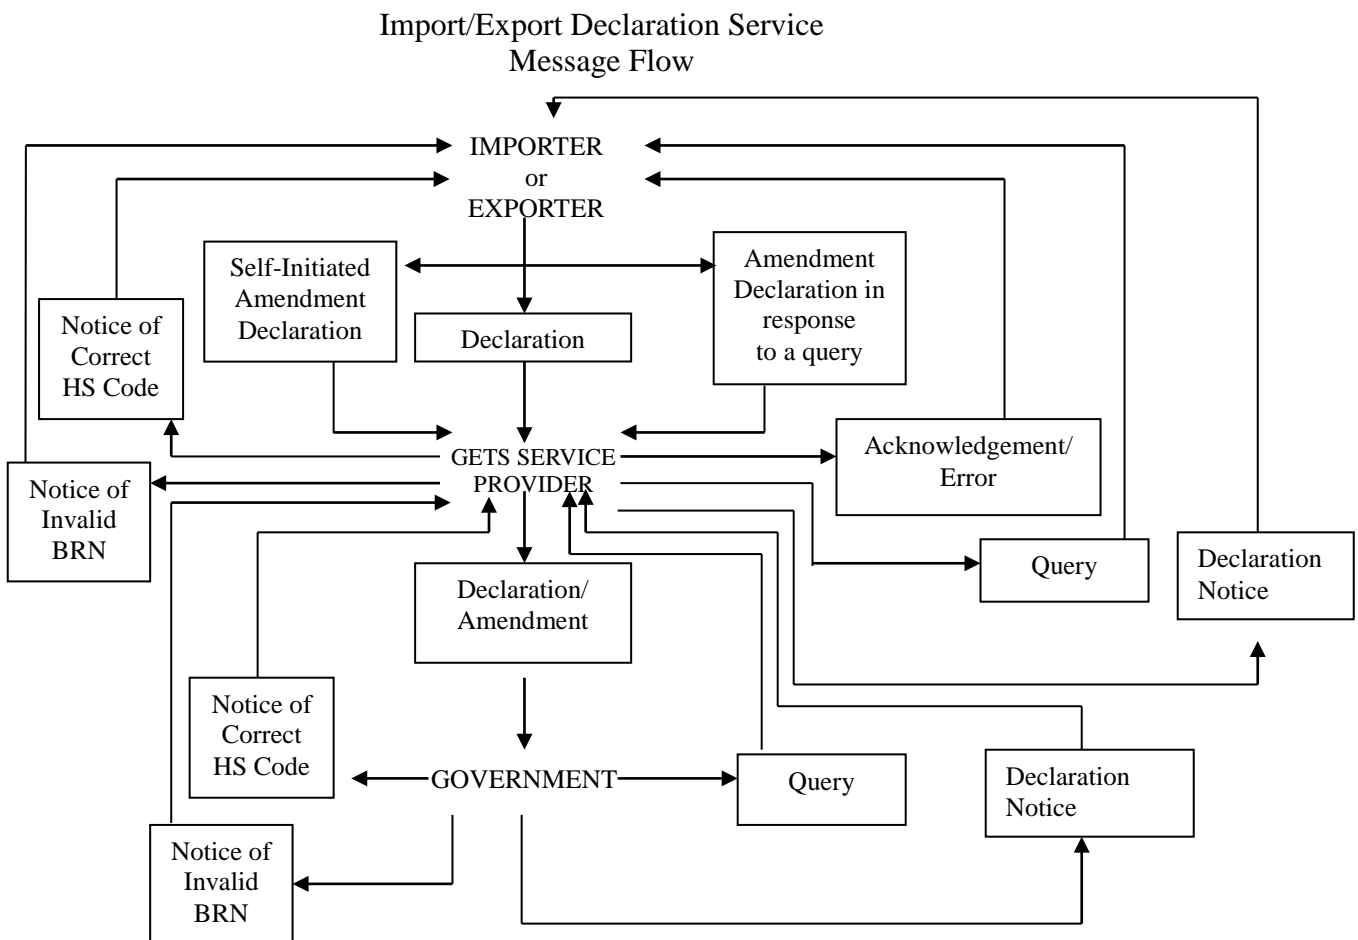 Import/Export Declaration Service
Message Flow
IMPORTER
or
EXPORTER
Self-Initiated
Amendment
Declaration
Amendment
Declaration in
response
to a query
Notice of
Correct
HS Code
Declaration
Acknowledgement/
Error
GETS SERVICE
PROVIDER
Notice of
Invalid
BRN
Query
Declaration
Notice
Declaration/
Amendment
Notice of
Correct
HS Code
GOVERNMENT
Query
Declaration
Notice
Notice of
Invalid
BRN